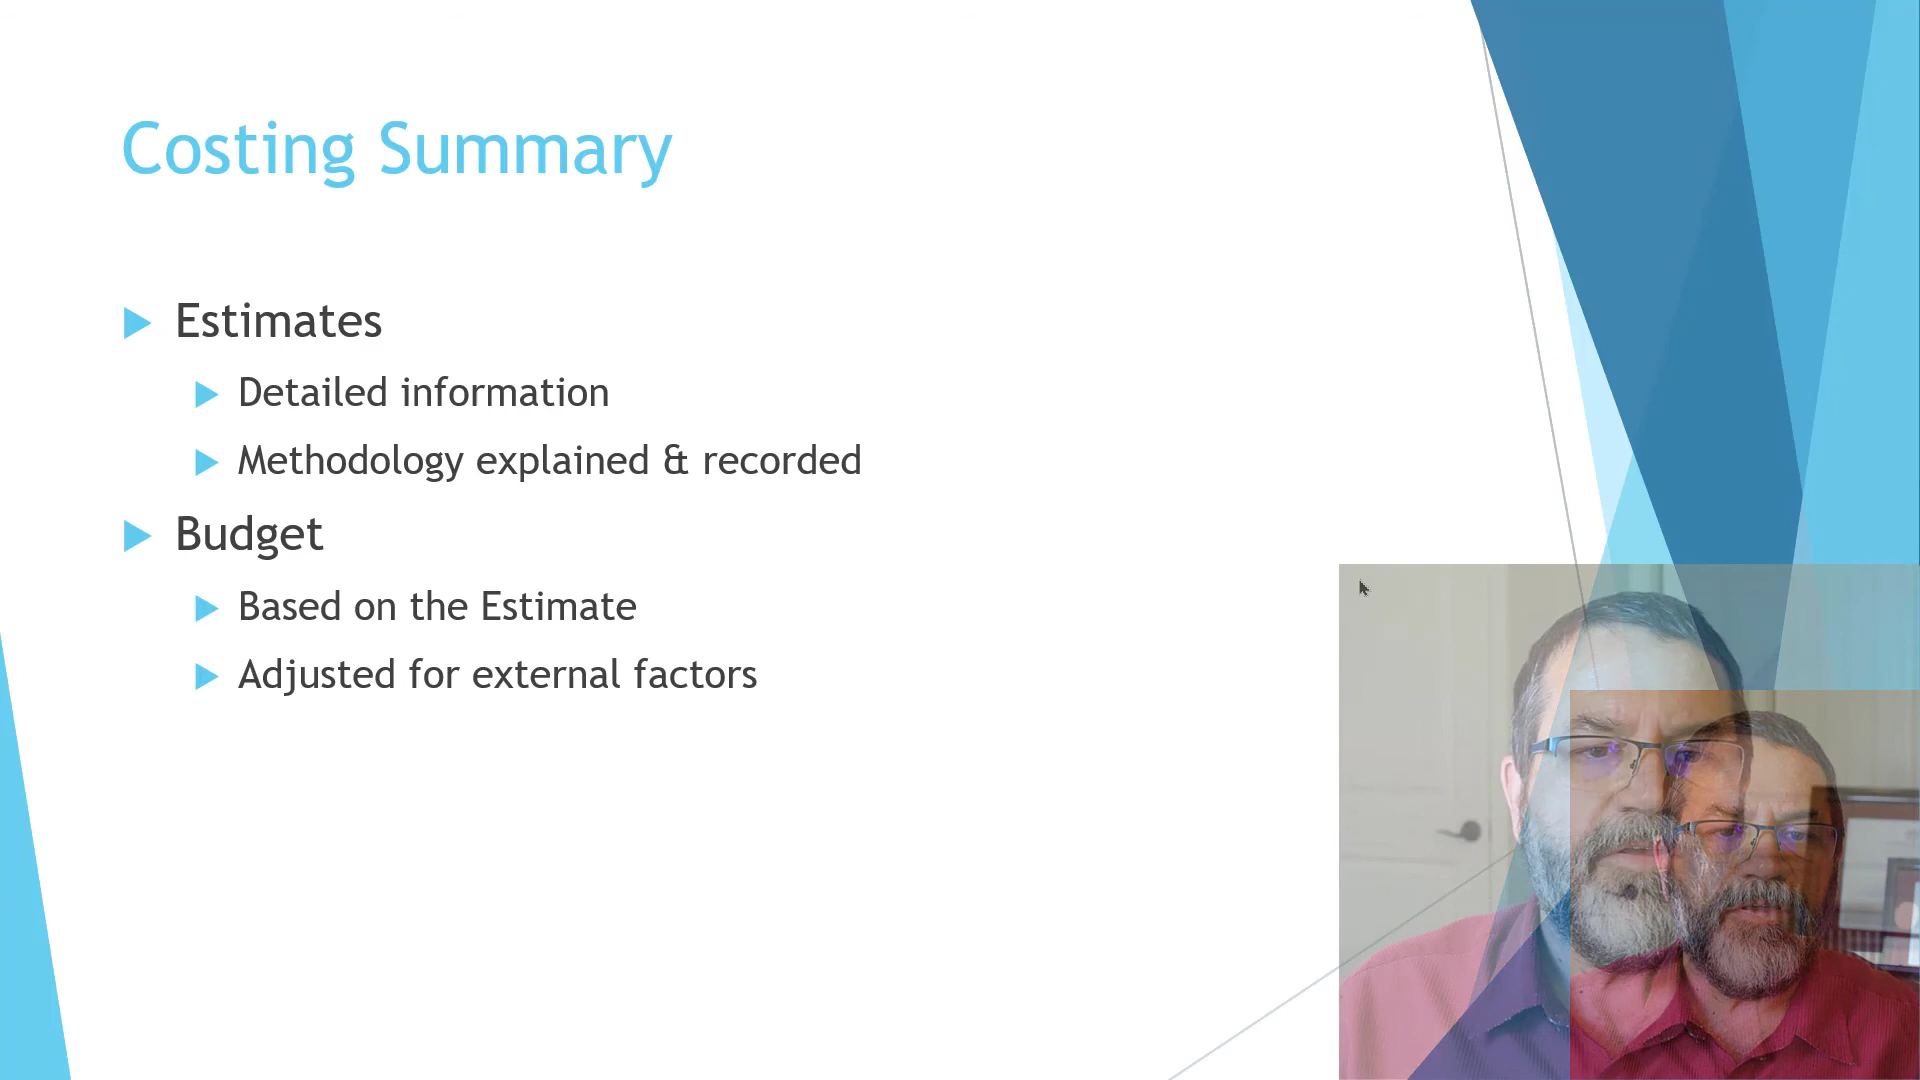 Costing Summary
Estimates
Detailed information
Methodology explained & recorded
Budget
Based on the Estimate
Adjusted for external factors